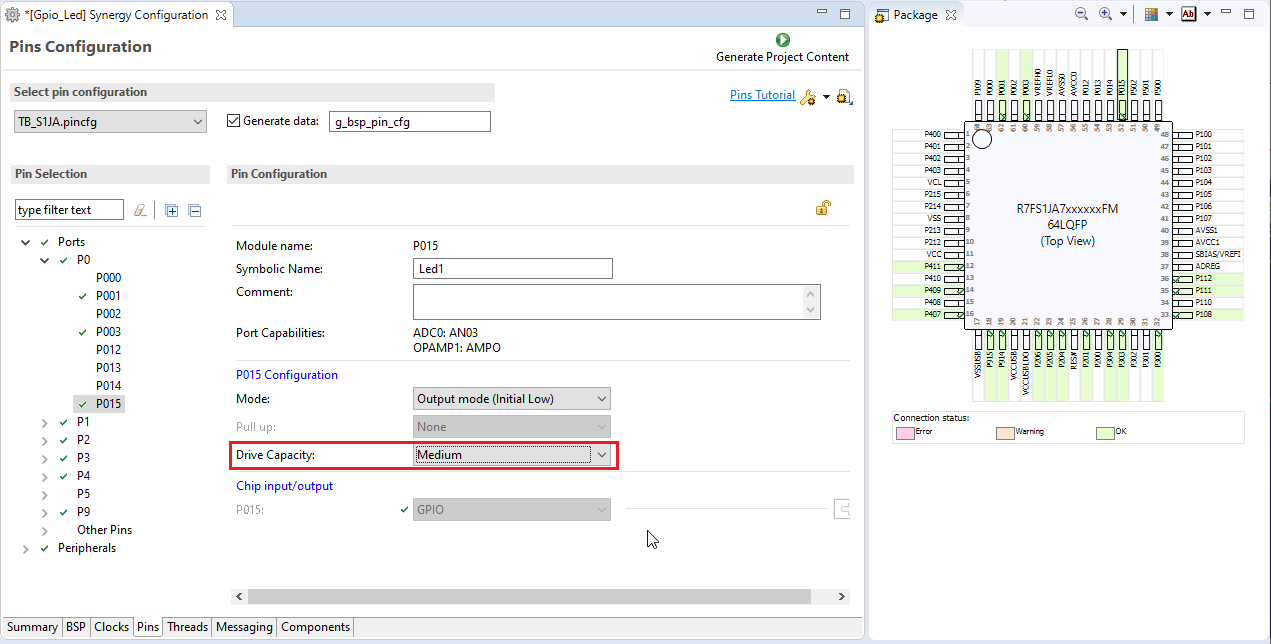 *[Gpio_Led] Synergy Configuration
Pins Configuration
Generate Project Content
Select pin configuration
TB_S1JA.pincfg
Generate data:
g_bsp_pin_cfg
Pins Tutorial
Pin Selection
type filter text
Ports
P0
P000
P001
P002
P003
P012
P013
P014
P015
P1
P2
P3
P4
P5
P9
Other Pins
Peripherals
Pin Configuration
Module name: P015
Symbolic Name: Led1
Comment:
Port Capabilities: ADC0: AN03
OPAMP1: AMPO
P015 Configuration
Mode: Output mode (Initial Low)
Pull up: None
Drive Capacity: Medium
Chip input/output
P015: GPIO
Summary BSP Clocks Pins Threads Messaging Components
Package
Ab
P109 P000 P001 P002 P003 VREFH0 VREFL0 AVSS0 AVCC0 P012 P013 P014 P015 P502 P501 P500
64 63 62 61 60 59 58 57 56 55 54 53 52 51 50 49
P400 1
P401 2
P402 3
P403 4
VCL 5
P215 6
P214 7
VSS 8
P213 9
P212 10
VCC 11
P411 12
P410 13
P409 14
P408 15
P407 16
R7FS1JA7xxxxxxFM
64LQFP
(Top View)
48 P100
47 P101
46 P102
45 P103
44 P104
43 P105
42 P106
41 P107
40 AVSS1
39 AVCC1
38 SBIAS/VREFI
37 ADREG
36 P112
35 P111
34 P110
33 P108
17 18 19 20 21 22 23 24 25 26 27 28 29 30 31 32
VSSUSB P915 P914 VCCUSB VCCUSBLDO P206 P205 P204 RES# P201 P200 P304 P303 P302 P301 P300
Connection status:
Error Warning OK